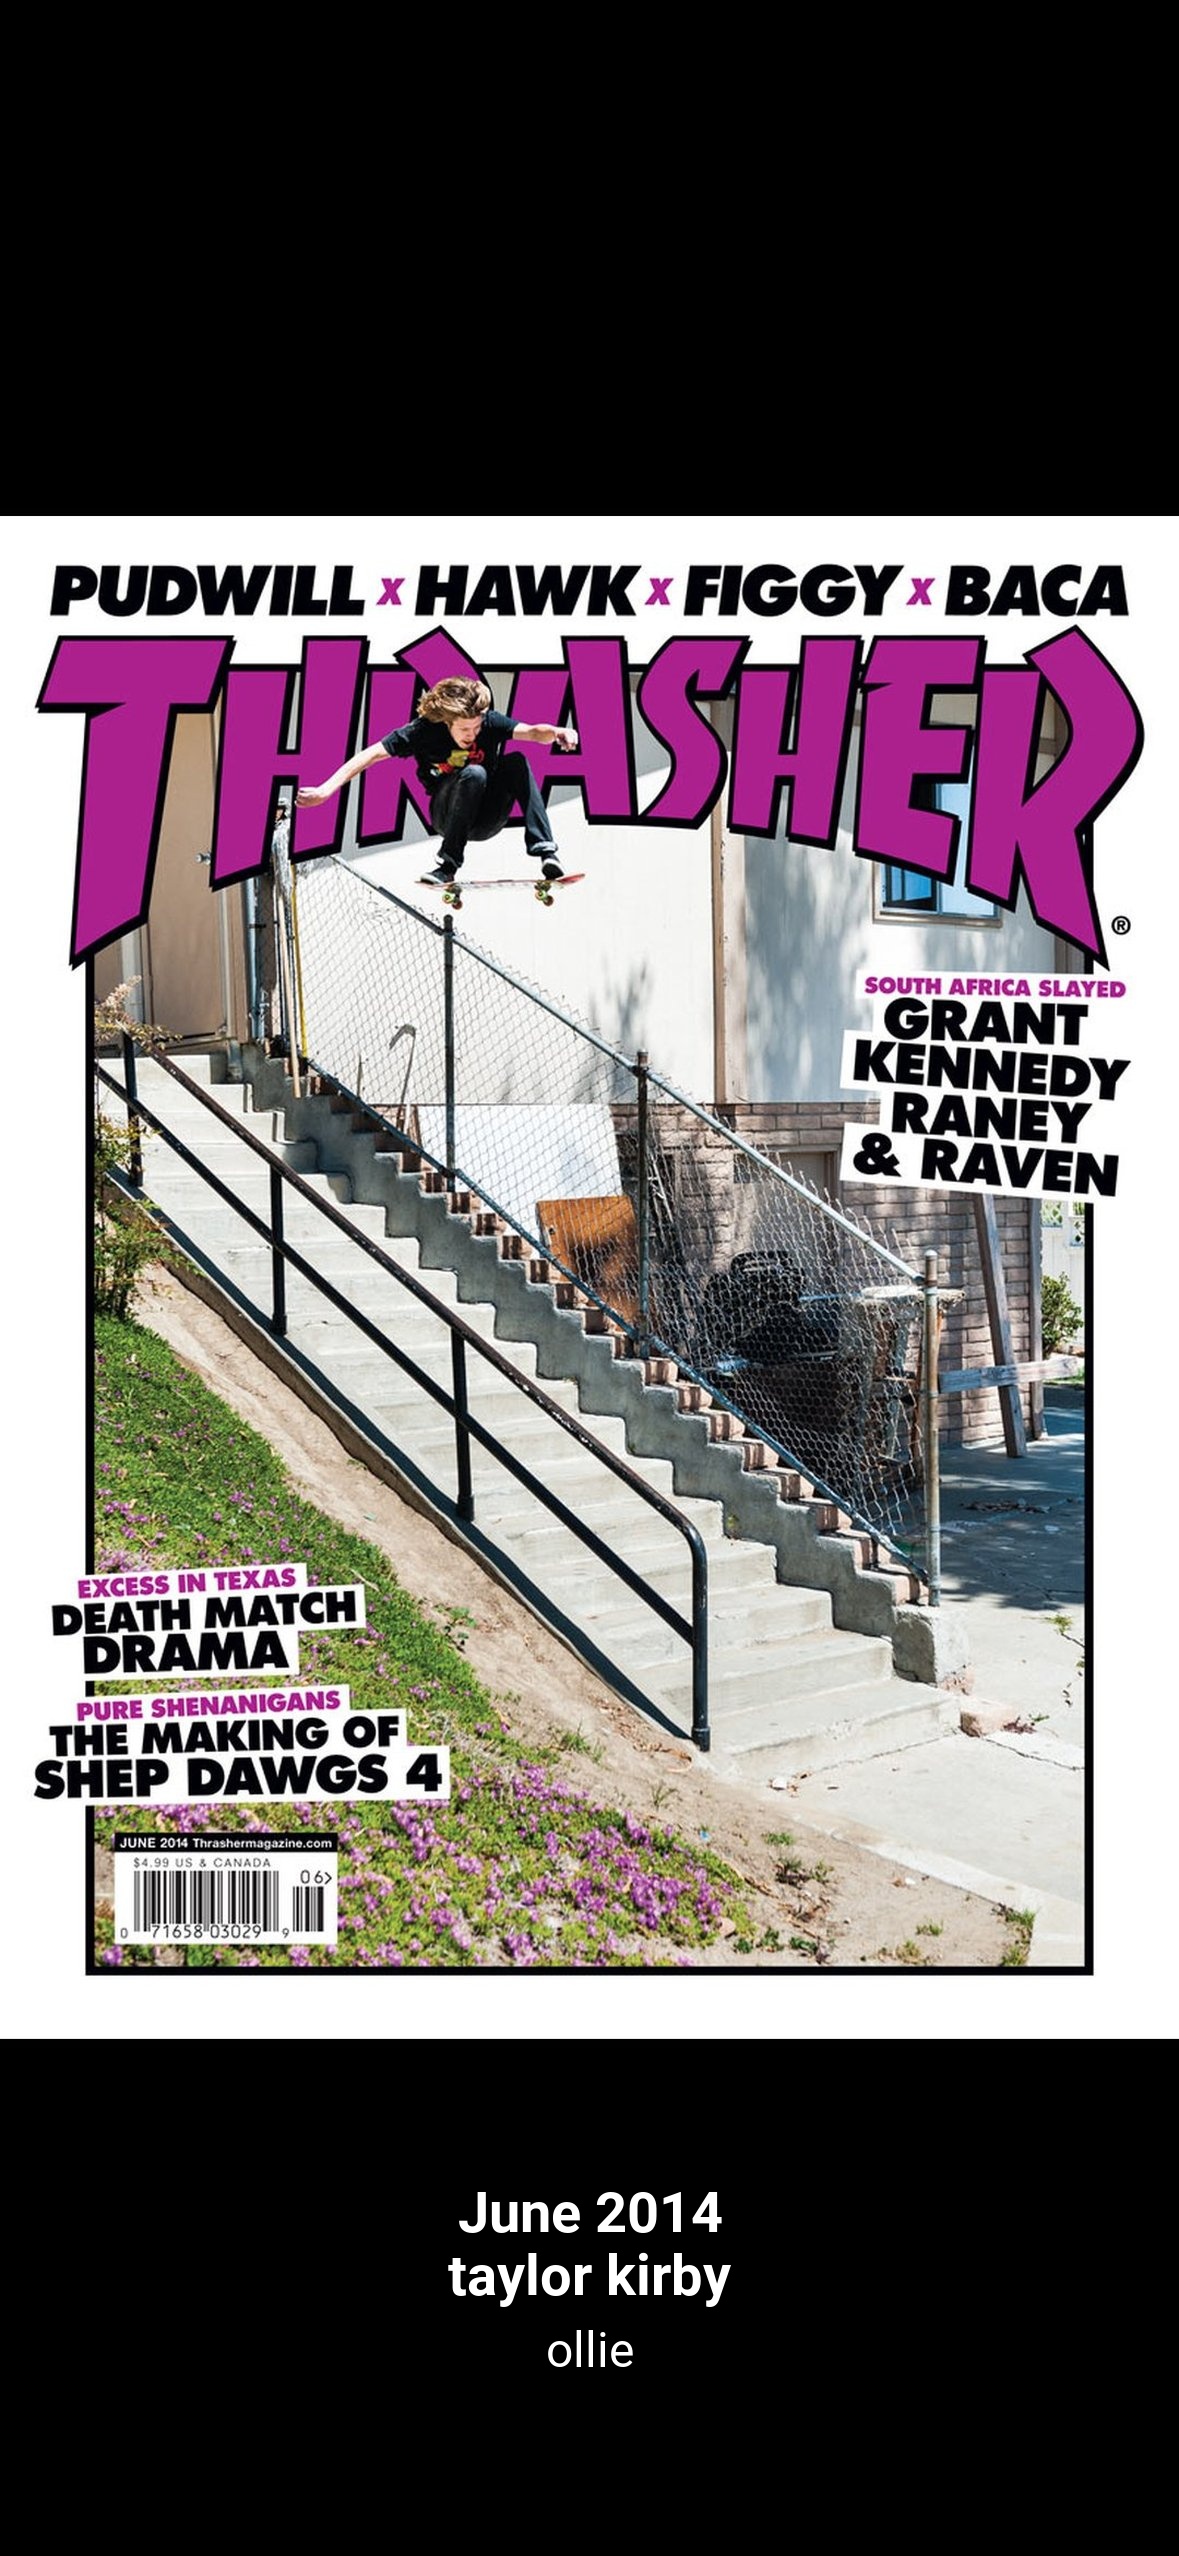 PUDWILL x HAWK x FIGGY x BACA
THRASHER®
SOUTH AFRICA SLAYED
GRANT
KENNEDY
RANEY
& RAVEN
EXCESS IN TEXAS
DEATH MATCH
DRAMA
PURE SHENANIGANS
THE MAKING OF
SHEP DAWGS 4
JUNE 2014 Thrashermagazine.com
$4.99 US & CANADA
06>
0 71658 03029 9
June 2014
taylor kirby
ollie